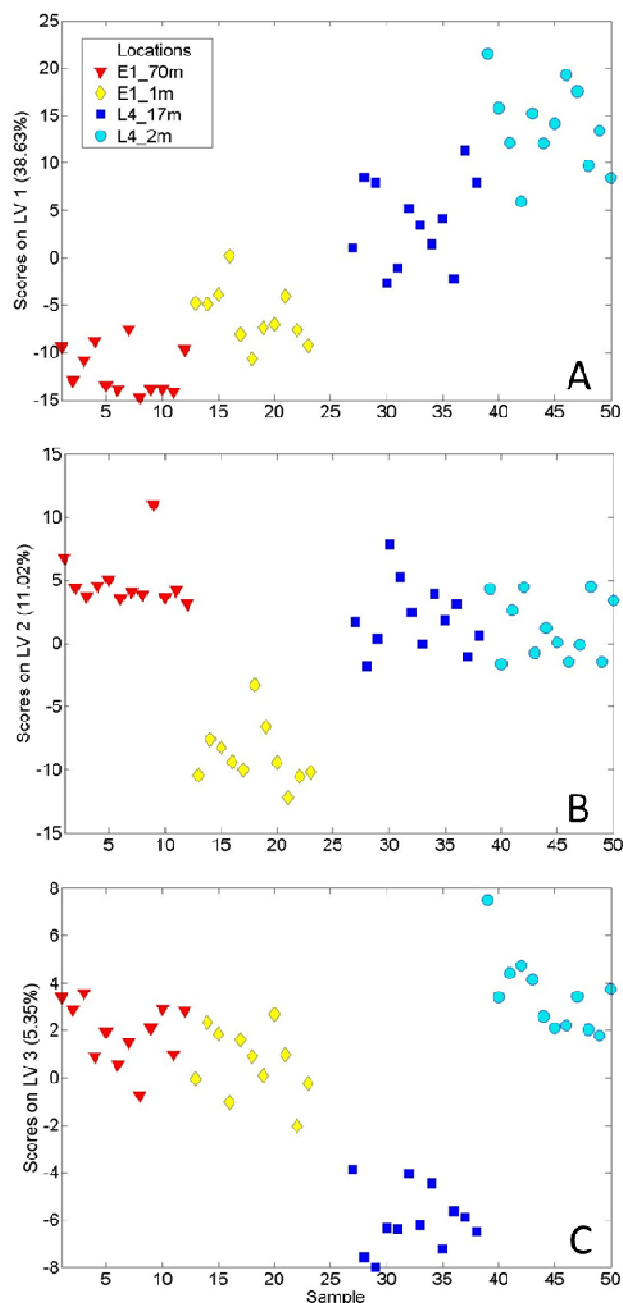 25
20
15
10
5
0
-5
-10
-15
Scores on LV 1 (38.63%)
Locations
E1_70m
E1_1m
L4_17m
L4_2m
A
5 10 15 20 25 30 35 40 45 50
15
10
5
0
-5
-10
-15
Scores on LV 2 (11.02%)
B
5 10 15 20 25 30 35 40 45 50
8
6
4
2
0
-2
-4
-6
-8
Scores on LV 3 (5.35%)
C
5 10 15 20 25 30 35 40 45 50
Sample